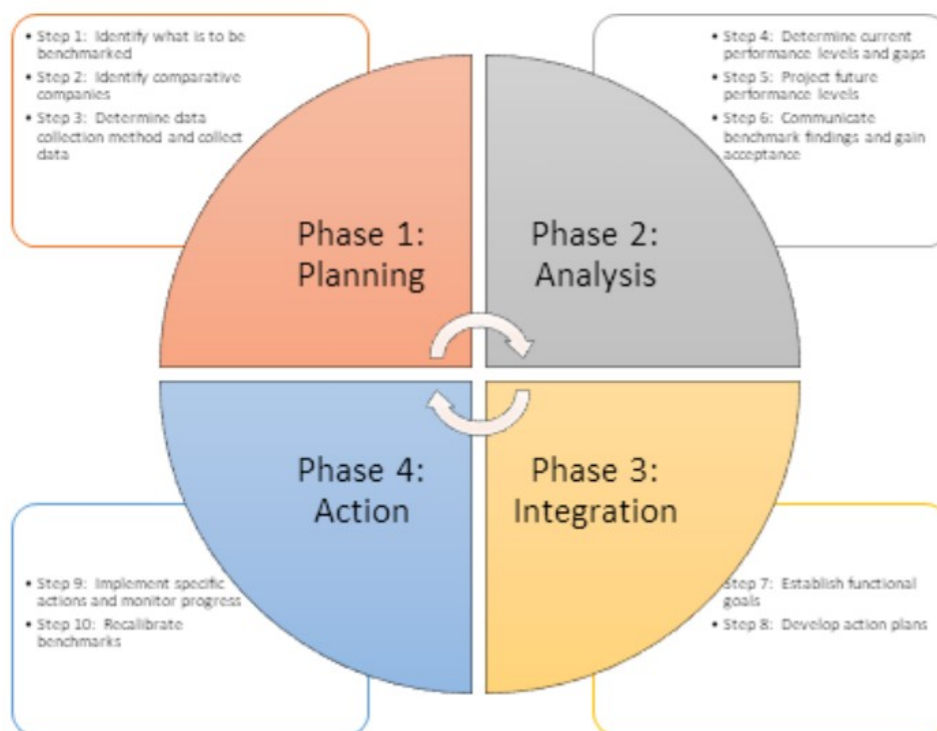 • Step 1: Identify what is to be
benchmarked
• Step 2: Identify comparative
companies
• Step 3: Determine data
collection method and collect
data
• Step 4: Determine current
performance levels and gaps
• Step 5: Project future
performance levels
• Step 6: Communicate
benchmark findings and gain
acceptance
Phase 1:
Planning
Phase 2:
Analysis
Phase 4:
Action
Phase 3:
Integration
• Step 9: Implement specific
actions and monitor progress
• Step 10: Recalibrate
benchmarks
Step 7: Establish functional
goals
• Step 8: Develop action plans